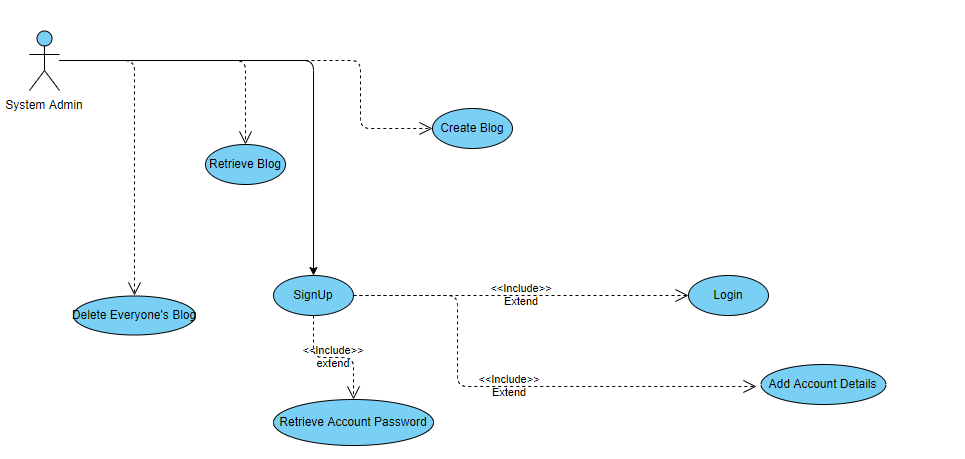 System Admin
Create Blog
Retrieve Blog
SignUp
<<Include>>
Extend
Login
Delete Everyone's Blog
<<Include>>
extend
<<Include>>
Extend
Add Account Details
Retrieve Account Password